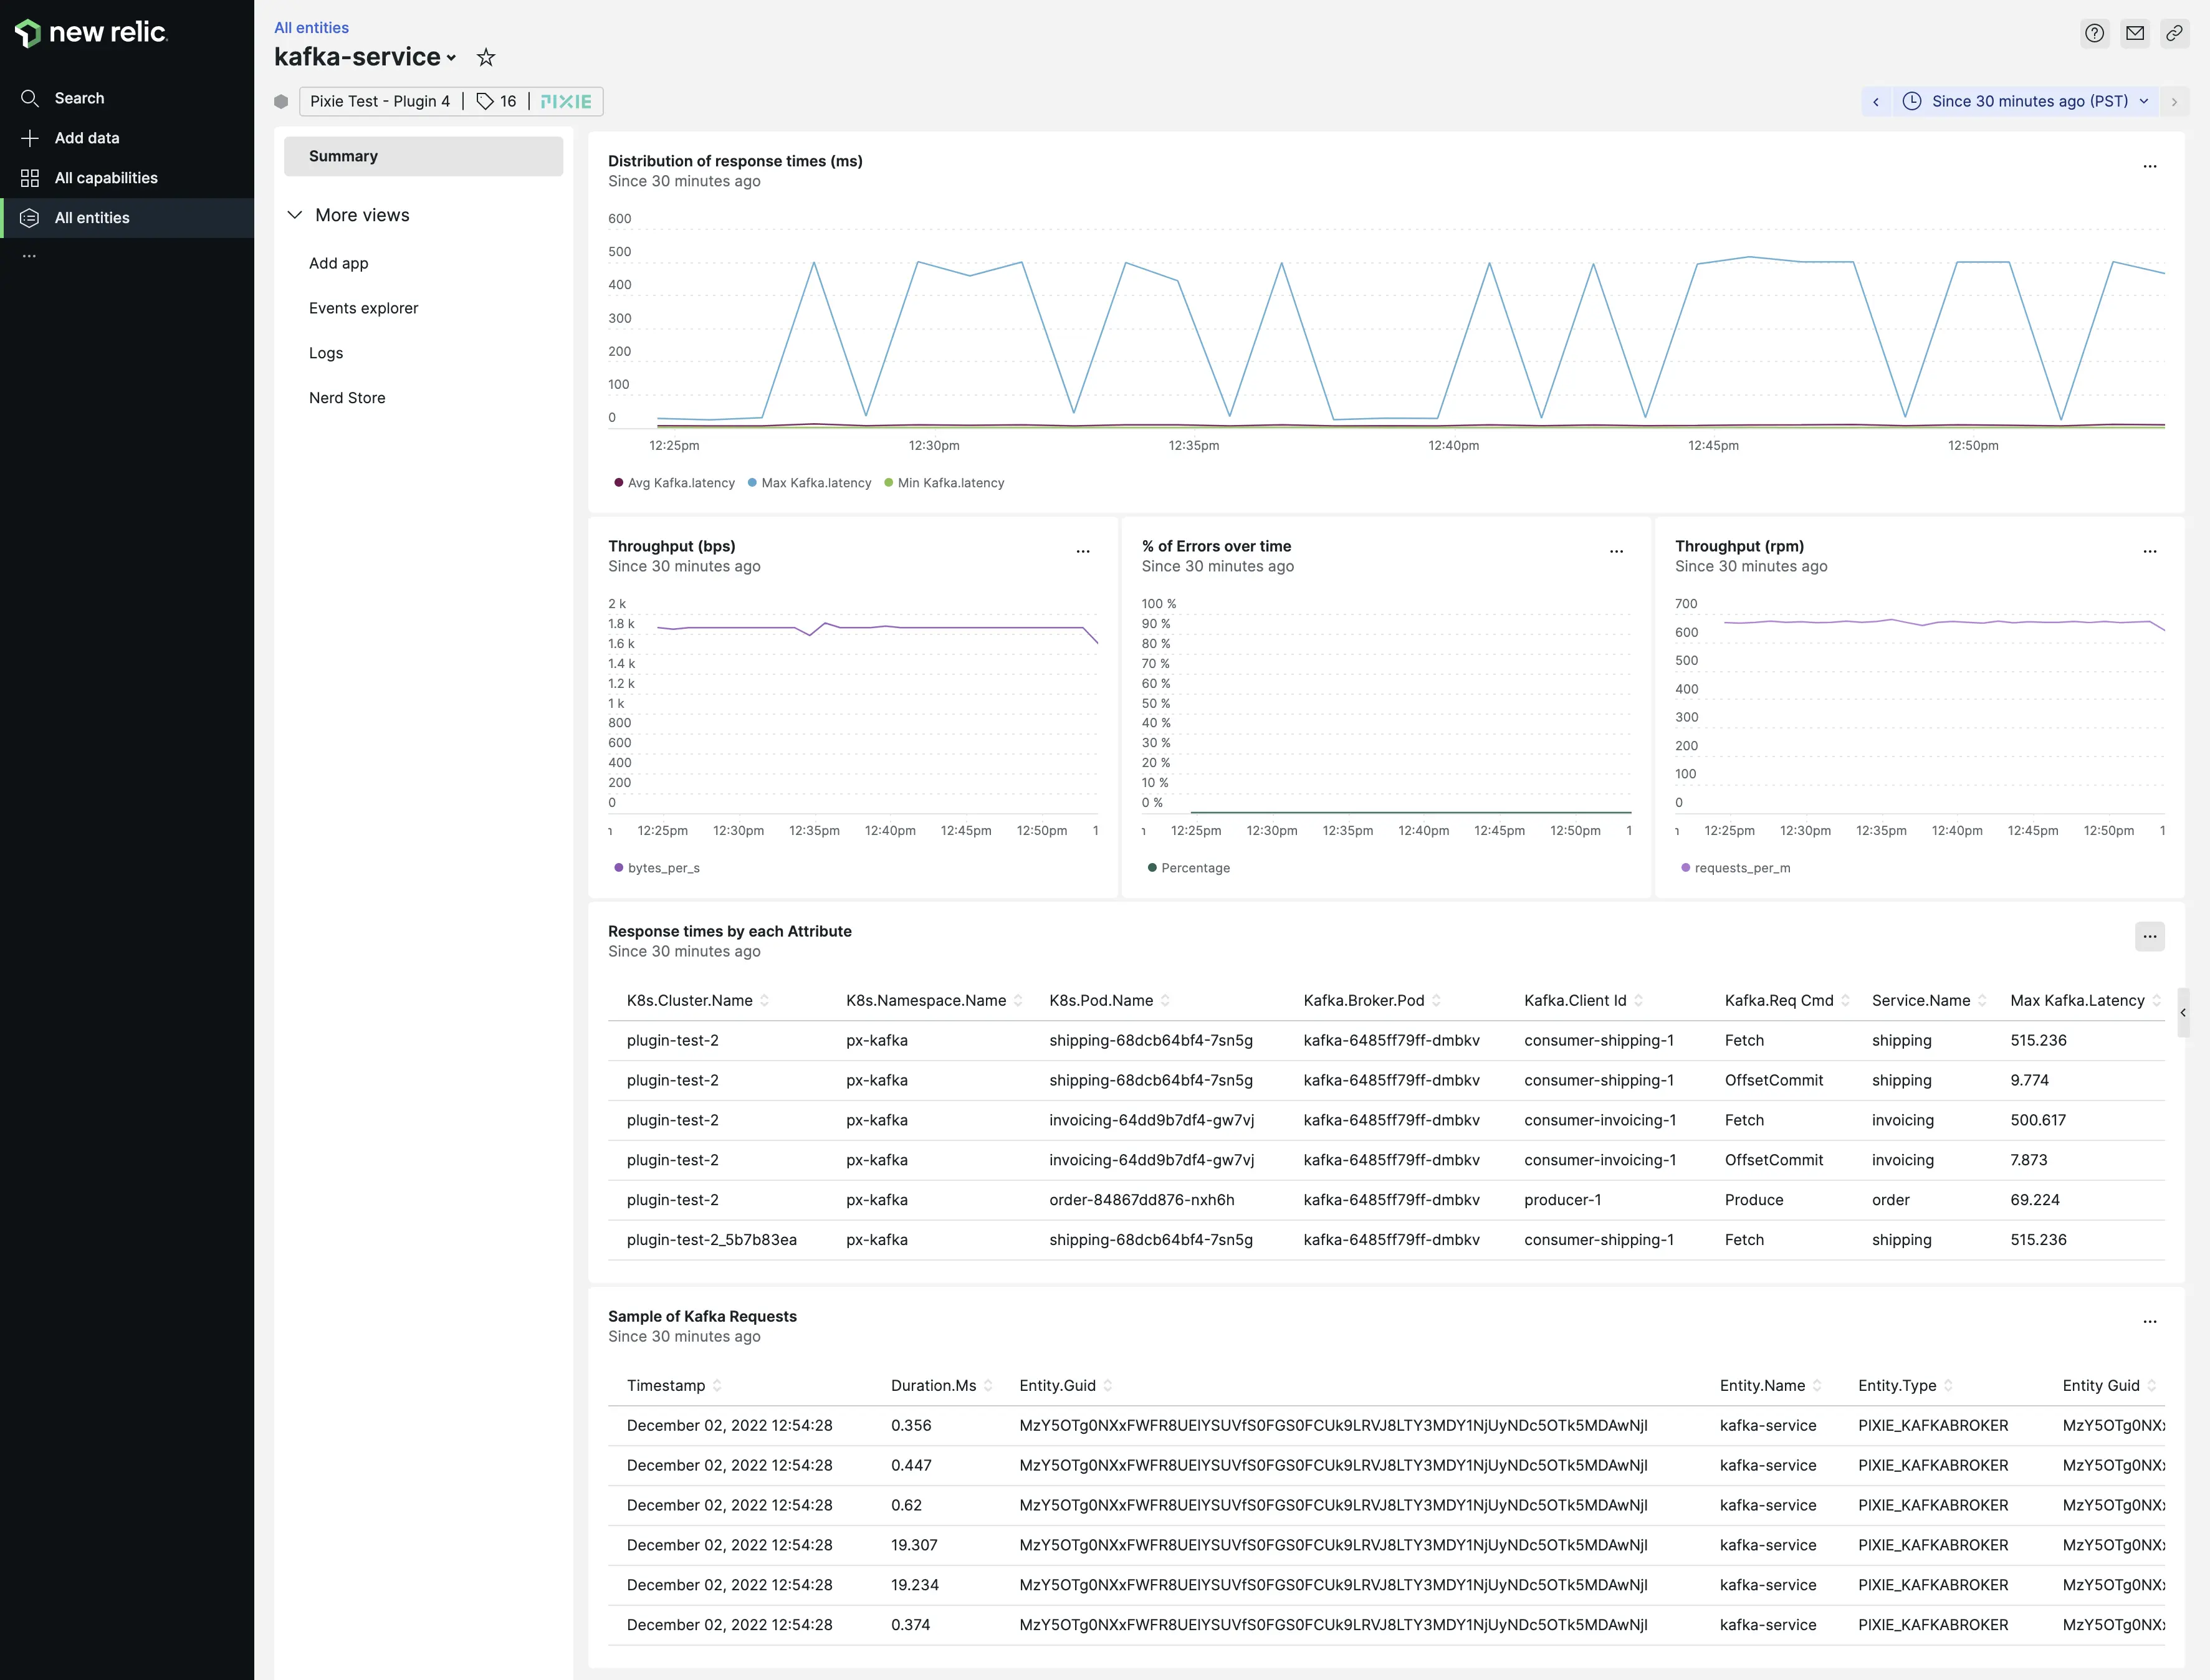 new relic
Search
Add data
All capabilities
All entities
All entities
kafka-service
Pixie Test - Plugin 4 | 16 | PIXIE
Since 30 minutes ago (PST)
Summary
More views
Add app
Events explorer
Logs
Nerd Store
Distribution of response times (ms)
Since 30 minutes ago
600
500
400
300
200
100
0
12:25pm 12:30pm 12:35pm 12:40pm 12:45pm 12:50pm
Avg Kafka.latency Max Kafka.latency Min Kafka.latency
Throughput (bps)
Since 30 minutes ago
2 k
1.8 k
1.6 k
1.4 k
1.2 k
1 k
800
600
400
200
0
12:25pm 12:30pm 12:35pm 12:40pm 12:45pm 12:50pm 1
bytes_per_s
% of Errors over time
Since 30 minutes ago
100 %
90 %
80 %
70 %
60 %
50 %
40 %
30 %
20 %
10 %
0 %
12:25pm 12:30pm 12:35pm 12:40pm 12:45pm 12:50pm 1
Percentage
Throughput (rpm)
Since 30 minutes ago
700
600
500
400
300
200
100
0
12:25pm 12:30pm 12:35pm 12:40pm 12:45pm 12:50pm 1
requests_per_m
Response times by each Attribute
Since 30 minutes ago
K8s.Cluster.Name K8s.Namespace.Name K8s.Pod.Name Kafka.Broker.Pod Kafka.Client Id Kafka.Req Cmd Service.Name Max Kafka.Latency
plugin-test-2 px-kafka shipping-68dcb64bf4-7sn5g kafka-6485ff79ff-dmbkv consumer-shipping-1 Fetch shipping 515.236
plugin-test-2 px-kafka shipping-68dcb64bf4-7sn5g kafka-6485ff79ff-dmbkv consumer-shipping-1 OffsetCommit shipping 9.774
plugin-test-2 px-kafka invoicing-64dd9b7df4-gw7vj kafka-6485ff79ff-dmbkv consumer-invoicing-1 Fetch invoicing 500.617
plugin-test-2 px-kafka invoicing-64dd9b7df4-gw7vj kafka-6485ff79ff-dmbkv consumer-invoicing-1 OffsetCommit invoicing 7.873
plugin-test-2 px-kafka order-84867dd876-nxh6h kafka-6485ff79ff-dmbkv producer-1 Produce order 69.224
plugin-test-2_5b7b83ea px-kafka shipping-68dcb64bf4-7sn5g kafka-6485ff79ff-dmbkv consumer-shipping-1 Fetch shipping 515.236
Sample of Kafka Requests
Since 30 minutes ago
Timestamp Duration.Ms Entity.Guid Entity.Name Entity.Type Entity Guid
December 02, 2022 12:54:28 0.356 MzY5OTg0NXxFWFR8UElYSUVfS0FGS0FCUk9LRVJ8LTY3MDY1NjUyNDc5OTk5MDAwNjI kafka-service PIXIE_KAFKABROKER MzY5OTg0NX
December 02, 2022 12:54:28 0.447 MzY5OTg0NXxFWFR8UElYSUVfS0FGS0FCUk9LRVJ8LTY3MDY1NjUyNDc5OTk5MDAwNjI kafka-service PIXIE_KAFKABROKER MzY5OTg0NX
December 02, 2022 12:54:28 0.62 MzY5OTg0NXxFWFR8UElYSUVfS0FGS0FCUk9LRVJ8LTY3MDY1NjUyNDc5OTk5MDAwNjI kafka-service PIXIE_KAFKABROKER MzY5OTg0NX
December 02, 2022 12:54:28 19.307 MzY5OTg0NXxFWFR8UElYSUVfS0FGS0FCUk9LRVJ8LTY3MDY1NjUyNDc5OTk5MDAwNjI kafka-service PIXIE_KAFKABROKER MzY5OTg0NX
December 02, 2022 12:54:28 19.234 MzY5OTg0NXxFWFR8UElYSUVfS0FGS0FCUk9LRVJ8LTY3MDY1NjUyNDc5OTk5MDAwNjI kafka-service PIXIE_KAFKABROKER MzY5OTg0NX
December 02, 2022 12:54:28 0.374 MzY5OTg0NXxFWFR8UElYSUVfS0FGS0FCUk9LRVJ8LTY3MDY1NjUyNDc5OTk5MDAwNjI kafka-service PIXIE_KAFKABROKER MzY5OTg0NX